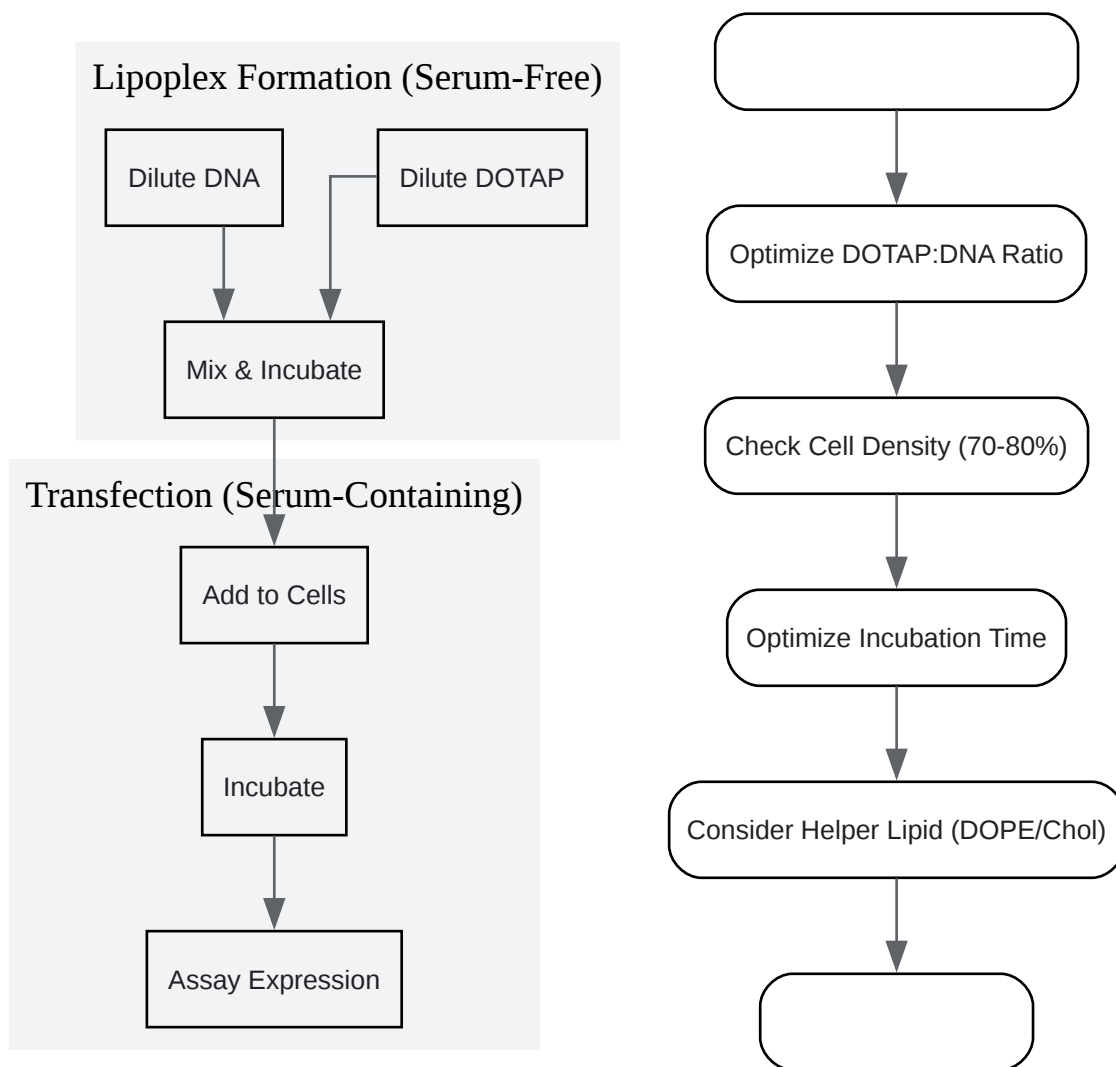 Lipoplex Formation (Serum-Free)
Dilute DNA
Dilute DOTAP
Mix & Incubate
Transfection (Serum-Containing)
Add to Cells
Incubate
Assay Expression
Optimize DOTAP:DNA Ratio
Check Cell Density (70-80%)
Optimize Incubation Time
Consider Helper Lipid (DOPE/Chol)